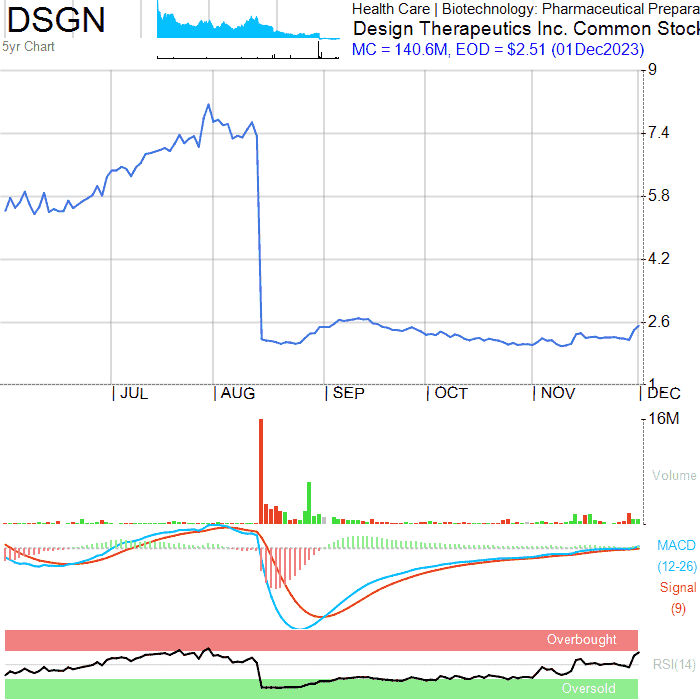 DSGN
5yr Chart
Health Care | Biotechnology: Pharmaceutical Prepara
Design Therapeutics Inc. Common Stoc
MC = 140.6M, EOD = $2.51 (01Dec2023)
9
7.4
5.8
4.2
2.6
1
JUL
AUG
SEP
OCT
NOV
DEC
16M
Volume
MACD
(12-26)
Signal
(9)
Overbought
RSI(14)
Oversold